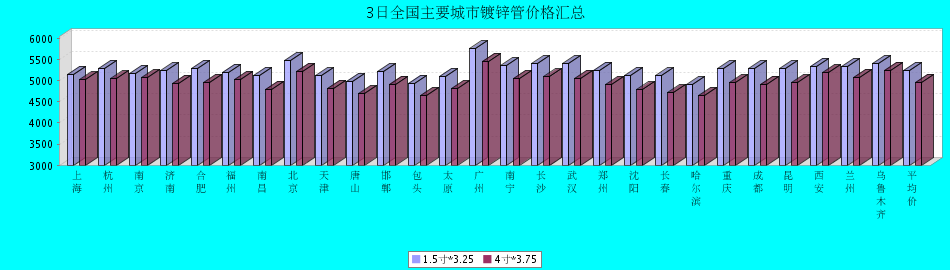 3日全国主要城市镀锌管价格汇总
6000
5500
5000
4500
4000
3500
3000
上海 杭州 南京 济南 合肥 福州 南昌 北京 天津 唐山 邯郸 包头 太原 广州 南宁 长沙 武汉 郑州 沈阳 长春 哈尔滨 重庆 成都 昆明 西安 兰州 乌鲁木齐 平均价
1.5寸*3.25 4寸*3.75